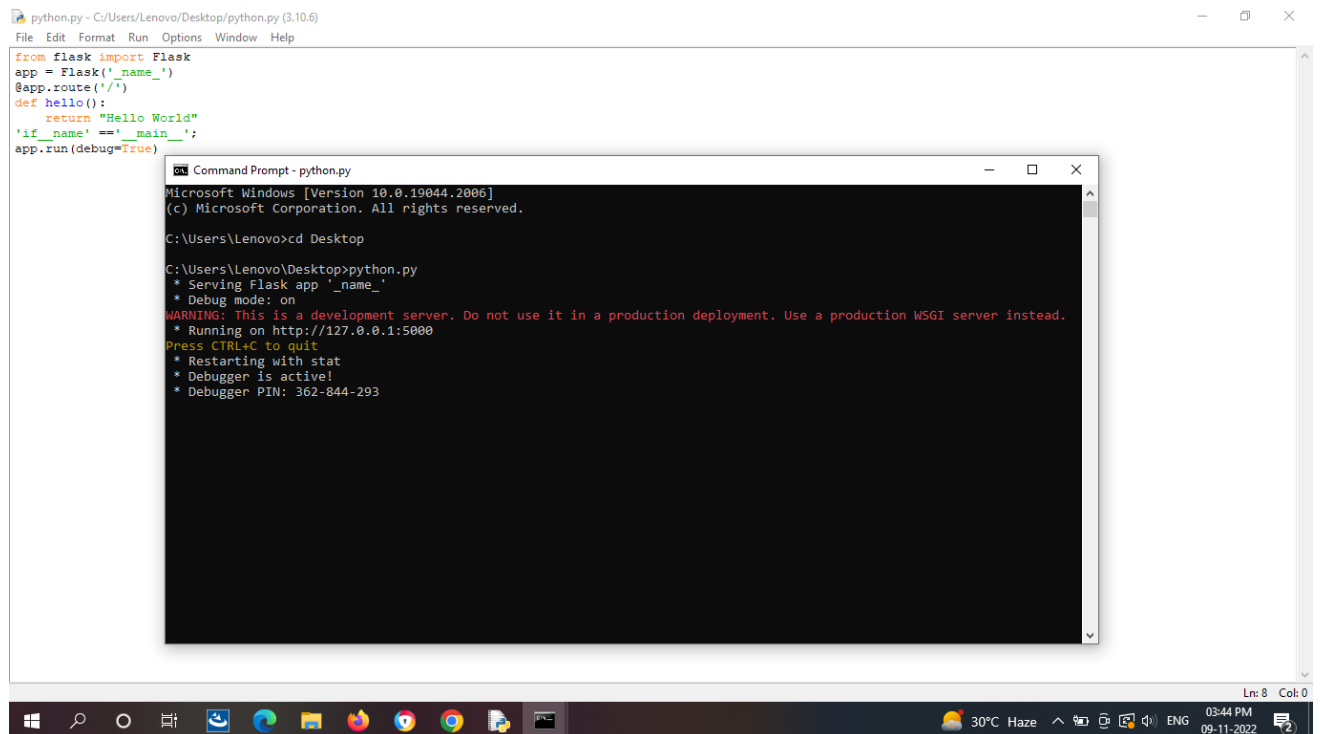 python.py - C:/Users/Lenovo/Desktop/python.py (3.10.6)
File Edit Format Run Options Window Help
from flask import Flask
app = Flask('_name_')
@app.route('/')
def hello():
    return "Hello World"
'if__name' =='__main__';
app.run(debug=True)
Command Prompt - python.py
Microsoft Windows [Version 10.0.19044.2006]
(c) Microsoft Corporation. All rights reserved.
C:\Users\Lenovo>cd Desktop
C:\Users\Lenovo\Desktop>python.py
 * Serving Flask app '_name_'
 * Debug mode: on
WARNING: This is a development server. Do not use it in a production deployment. Use a production WSGI server instead.
 * Running on http://127.0.0.1:5000
Press CTRL+C to quit
 * Restarting with stat
 * Debugger is active!
 * Debugger PIN: 362-844-293
Ln: 8 Col: 0
30°C Haze ENG 03:44 PM
09-11-2022 2